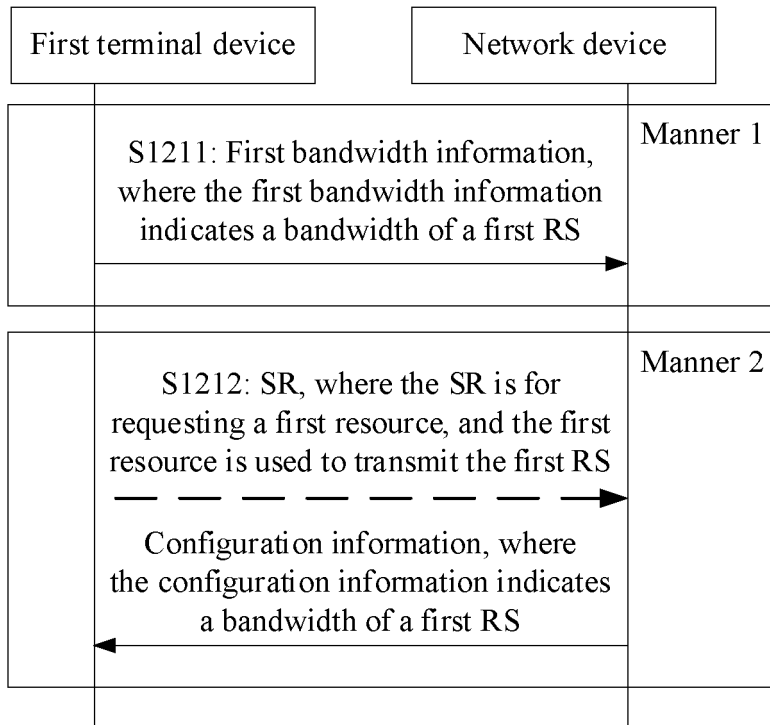 First terminal device
Network device
Manner 1
S1211: First bandwidth information,
where the first bandwidth information
indicates a bandwidth of a first RS
Manner 2
S1212: SR, where the SR is for
requesting a first resource, and the first
resource is used to transmit the first RS
Configuration information, where
the configuration information indicates
a bandwidth of a first RS